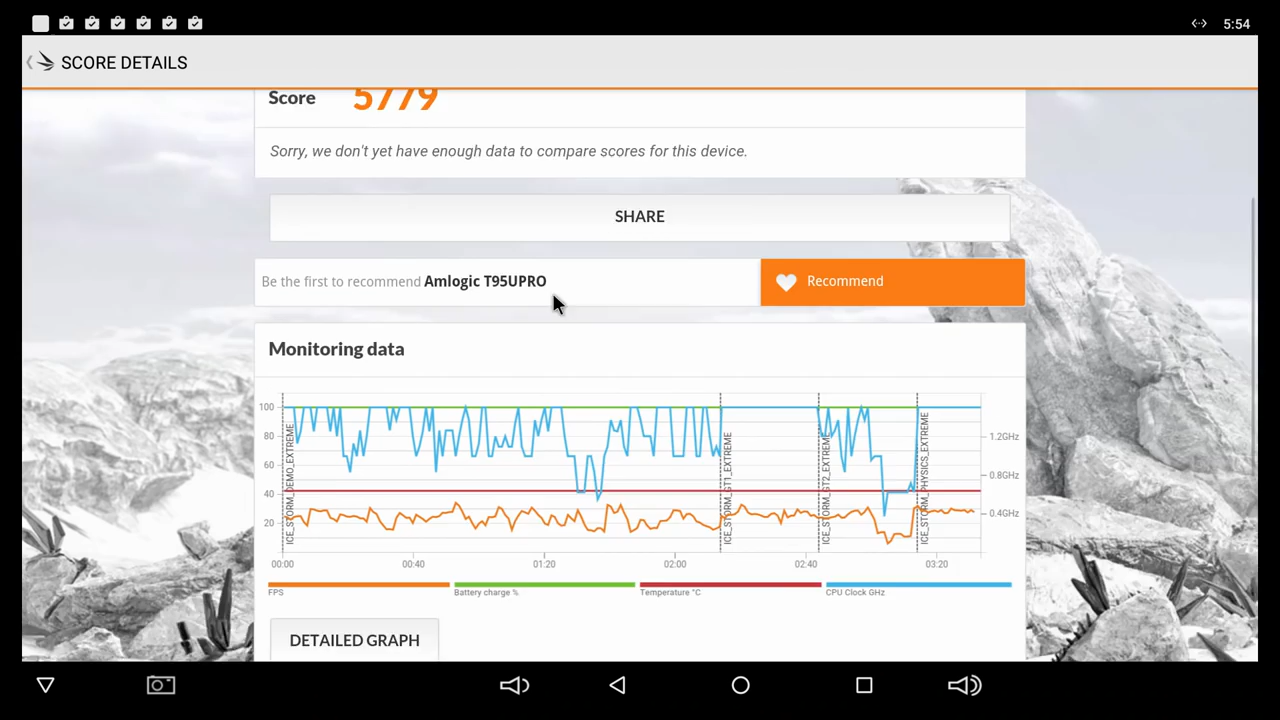 5:54
SCORE DETAILS
Score 5779
Sorry, we don't yet have enough data to compare scores for this device.
SHARE
Be the first to recommend Amlogic T95UPRO
Recommend
Monitoring data
100
80
60
40
20
1.2GHz
0.8GHz
0.4GHz
ICE_STORM_DEMO_EXTREME
ICE_STORM_GT1_EXTREME
ICE_STORM_GT2_EXTREME
ICE_STORM_PHYSICS_EXTREME
00:00 00:40 01:20 02:00 02:40 03:20
FPS Battery charge % Temperature °C CPU Clock GHz
DETAILED GRAPH